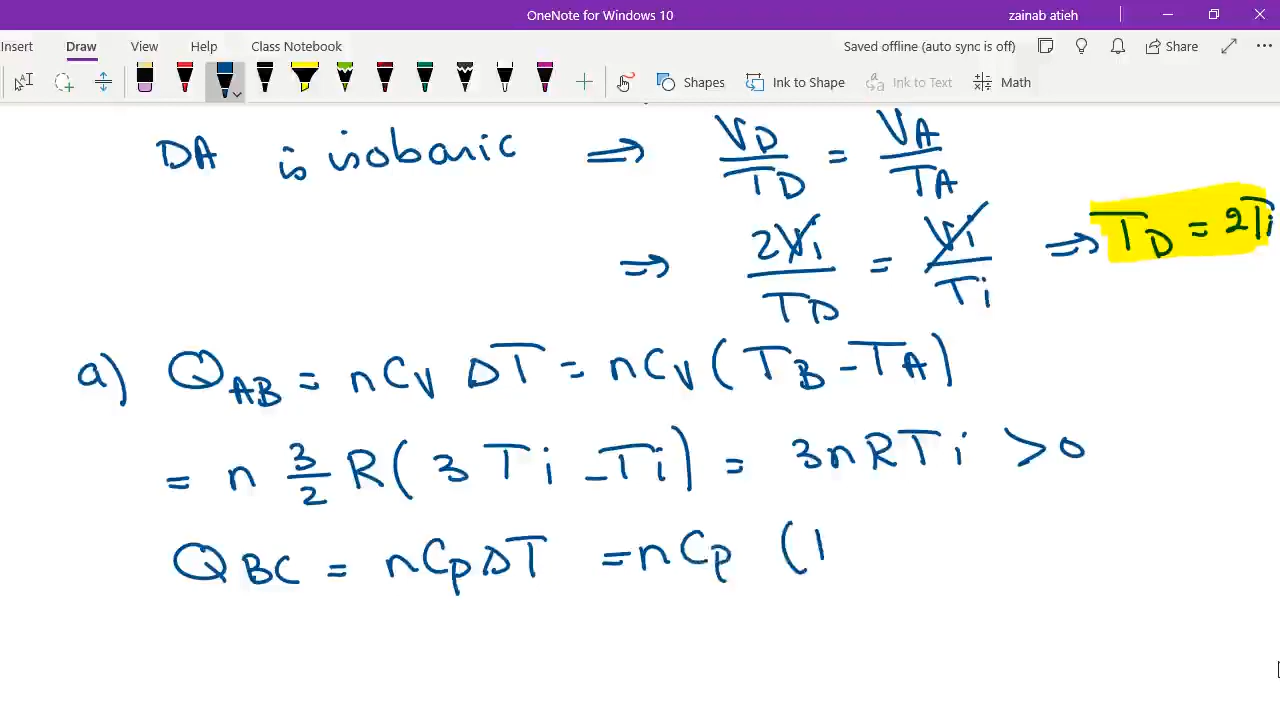 OneNote for Windows 10 zainab atieh
Insert Draw View Help Class Notebook Saved offline (auto sync is off) Share
Shapes Ink to Shape Ink to Text Math
DA is isobaric ⇒ VD/TD = VA/TA
⇒ 2Vi/TD = Vi/Ti ⇒ TD = 2Ti
a) QAB = nCv ΔT = nCv (TB - TA)
= n 3/2 R (3Ti - Ti) = 3nRTi > 0
QBC = nCpΔT = nCp (